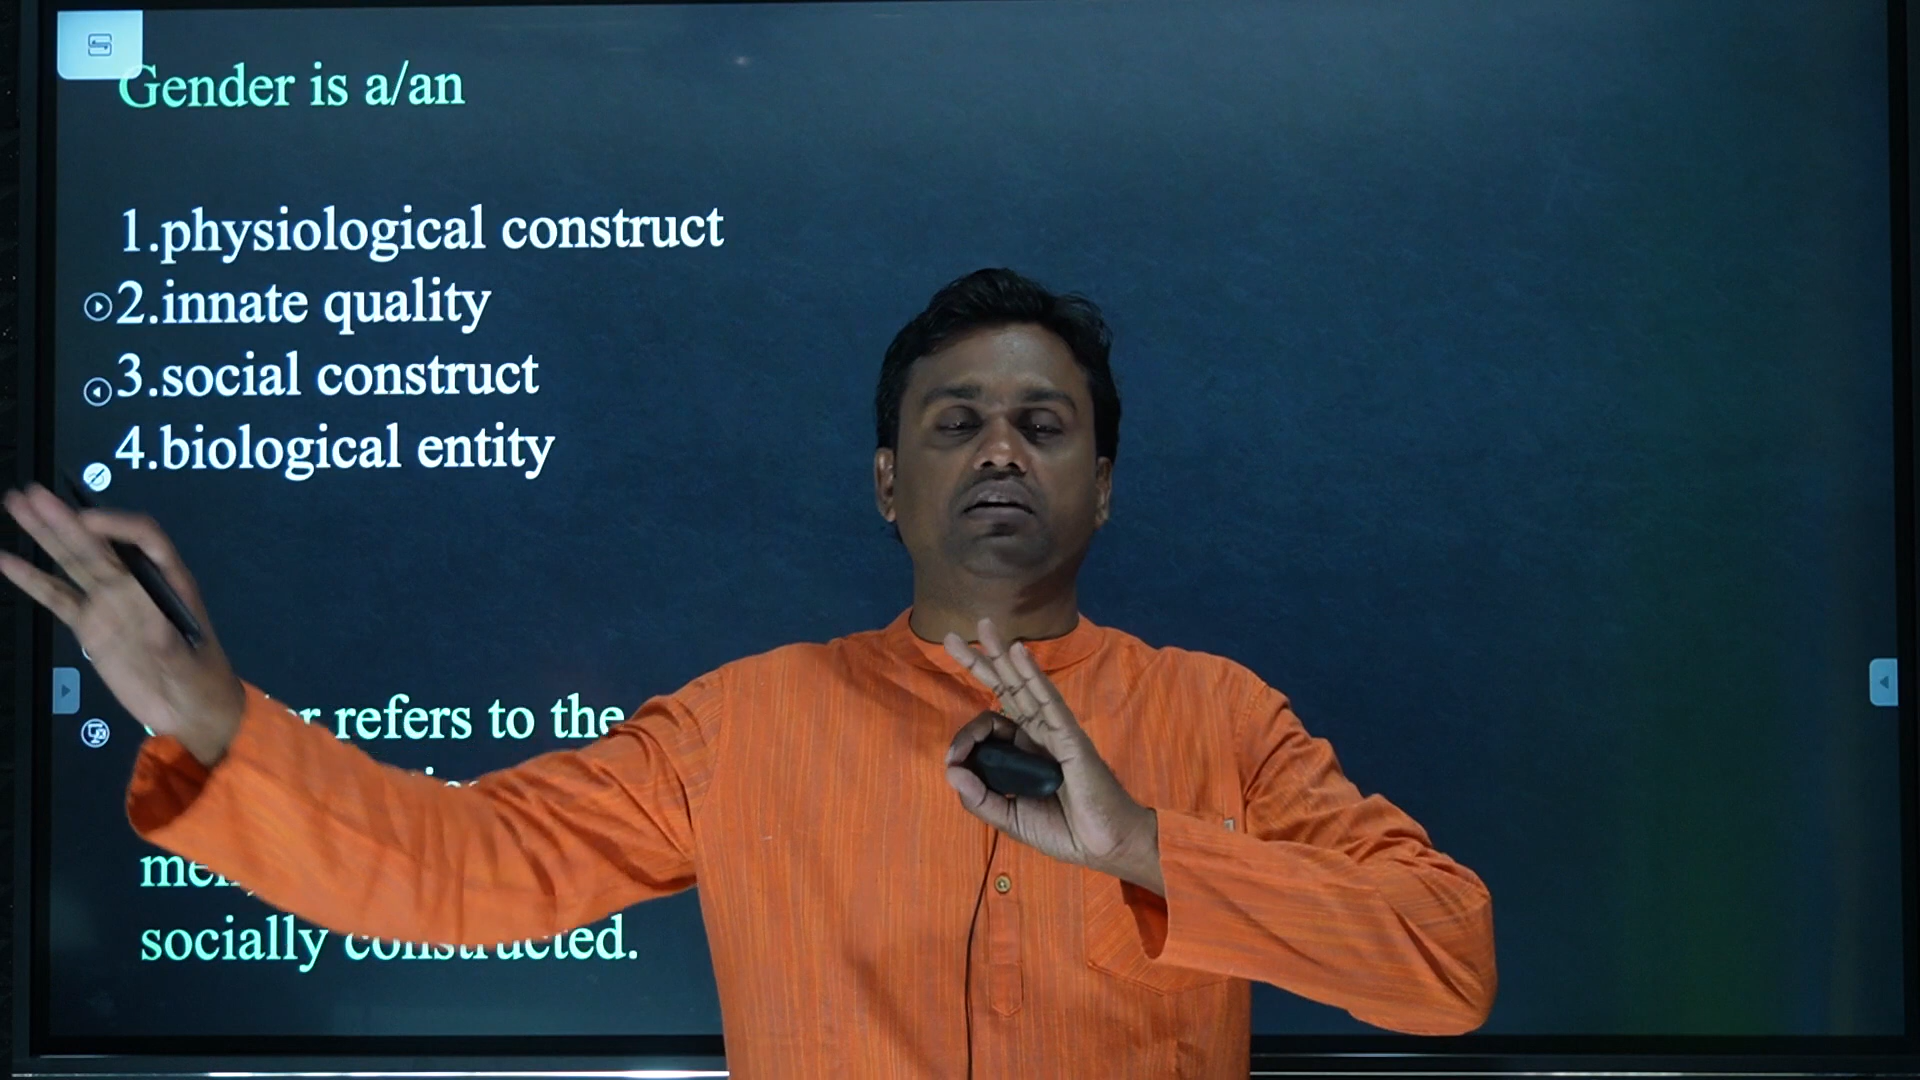 Gender is a/an
1.physiological construct
2.innate quality
3.social construct
4.biological entity
refers to the
socially constructed.